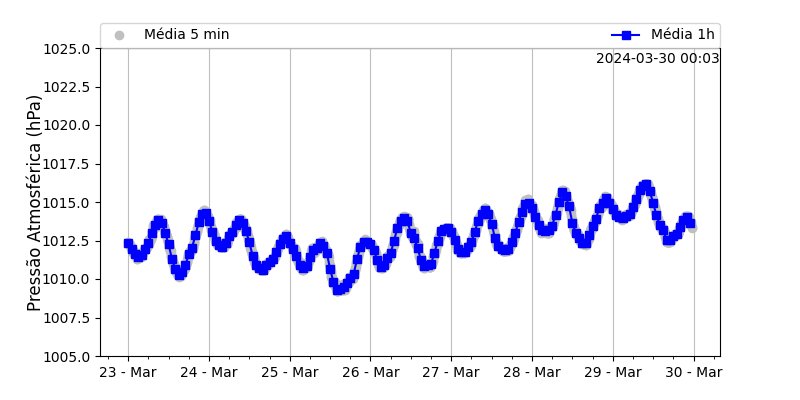 Média 5 min
Média 1h
2024-03-30 00:03
Pressão Atmosférica (hPa)
1025.0
1022.5
1020.0
1017.5
1015.0
1012.5
1010.0
1007.5
1005.0
23 - Mar
24 - Mar
25 - Mar
26 - Mar
27 - Mar
28 - Mar
29 - Mar
30 - Mar